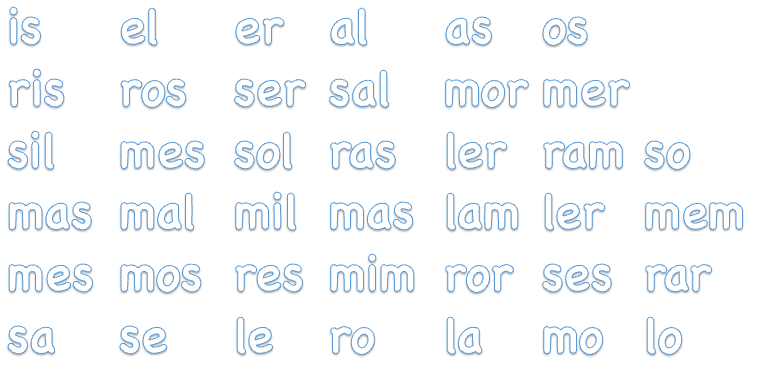 is el er al as os
ris ros ser sal mor mer
sil mes sol ras ler ram so
mas mal mil mas lam ler mem
mes mos res mim ror ses rar
sa se le ro la mo lo